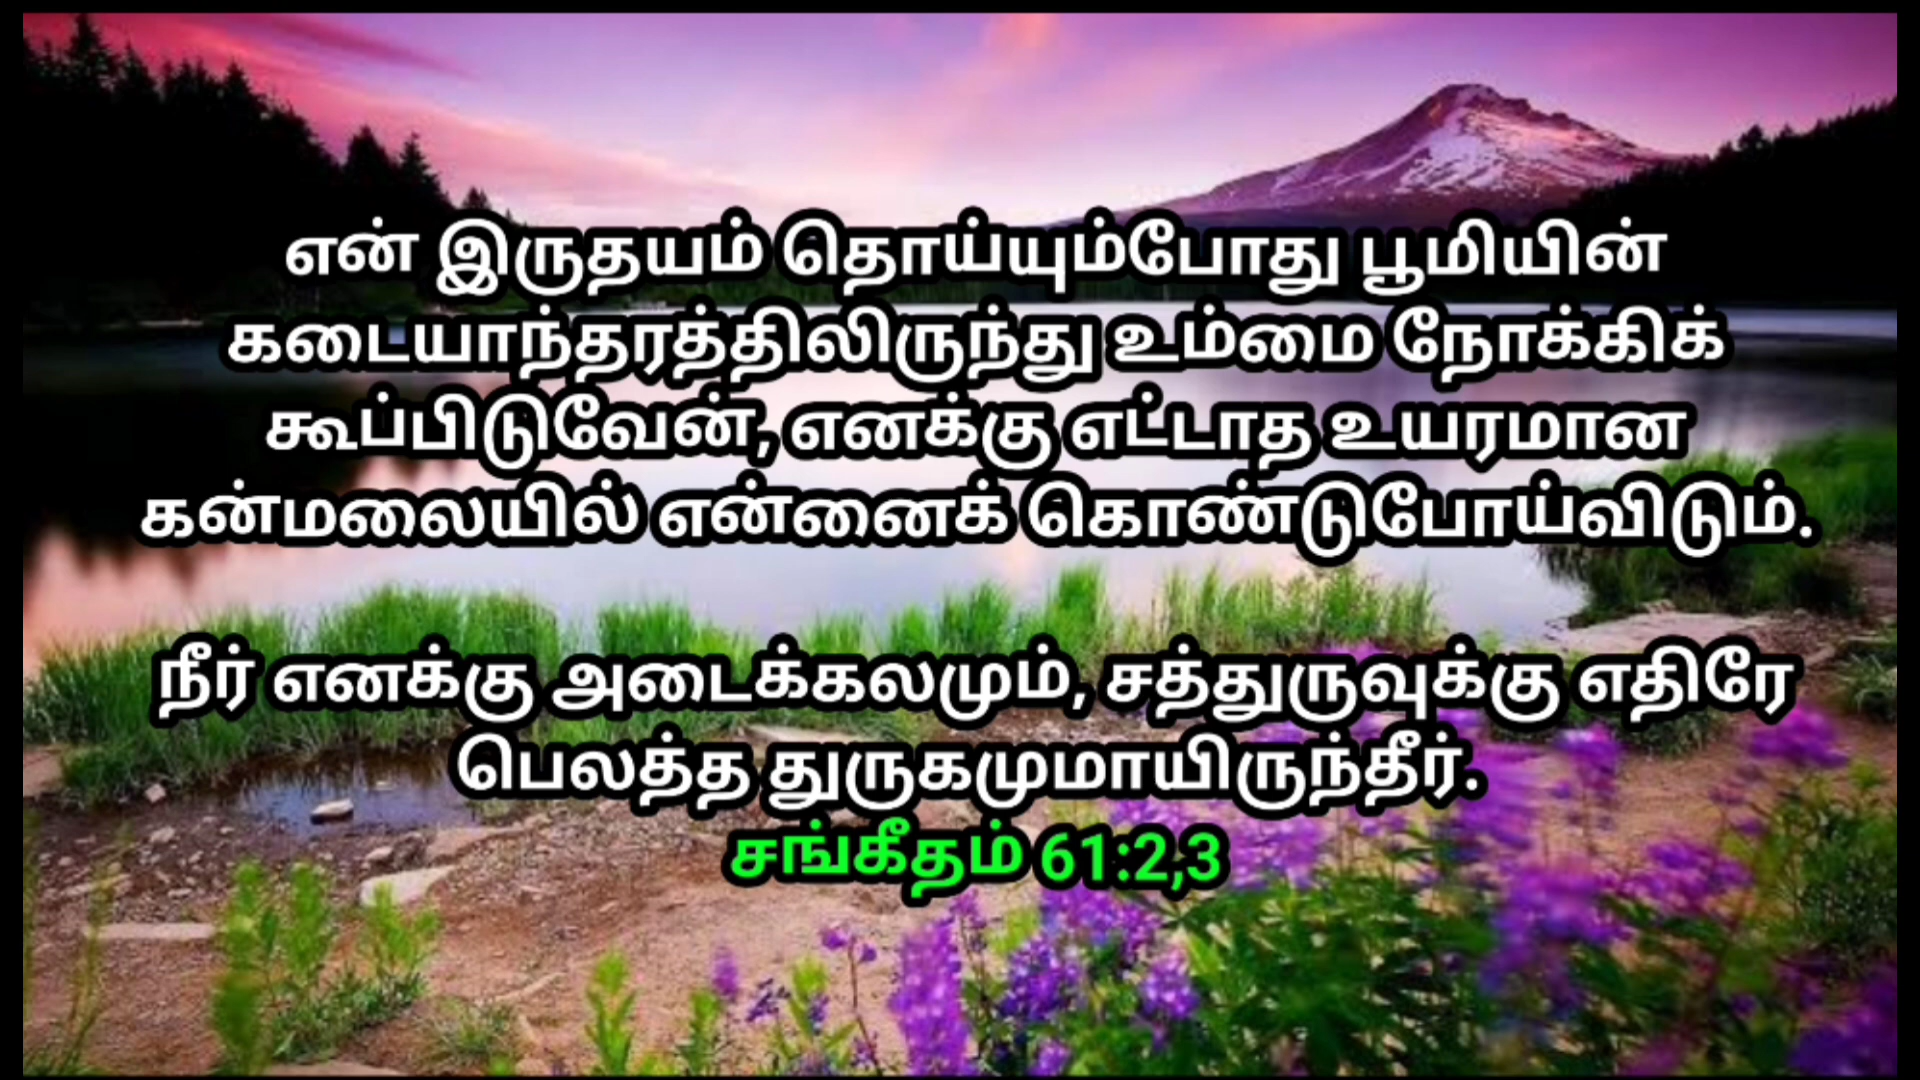 என் இருதயம் தொய்யும்போது பூமியின்
கடையாந்தரத்திலிருந்து உம்மை நோக்கிக்
கூப்பிடுவேன், எனக்கு எட்டாத உயரமான
கன்மலையில் என்னைக் கொண்டுபோய்விடும்.
நீர் எனக்கு அடைக்கலமும், சத்துருவுக்கு எதிரே
பெலத்த துருகமுமாயிருந்தீர்.
சங்கீதம் 61:2,3